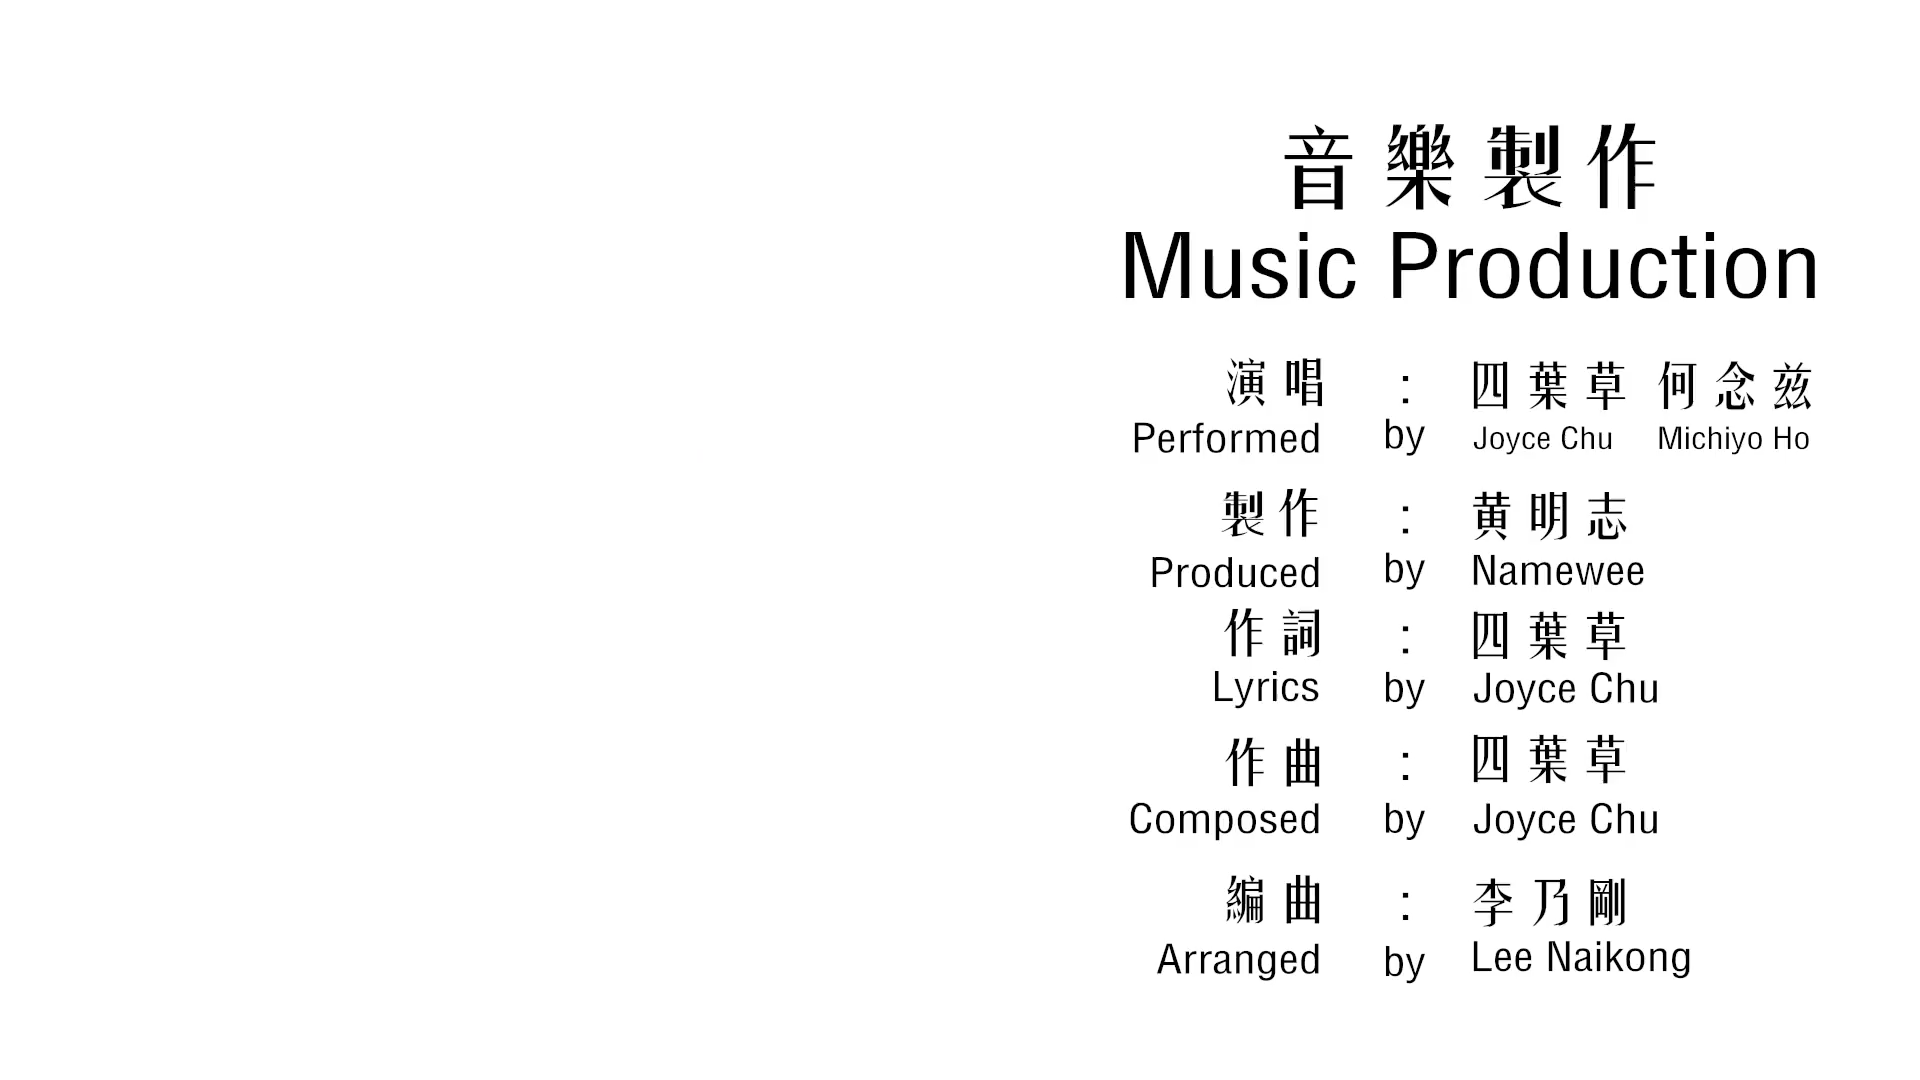 音樂製作
Music Production
演唱 : 四葉草 何念兹
Performed by Joyce Chu Michiyo Ho
製作 : 黄明志
Produced by Namewee
作詞 : 四葉草
Lyrics by Joyce Chu
作曲 : 四葉草
Composed by Joyce Chu
編曲 : 李乃剛
Arranged by Lee Naikong